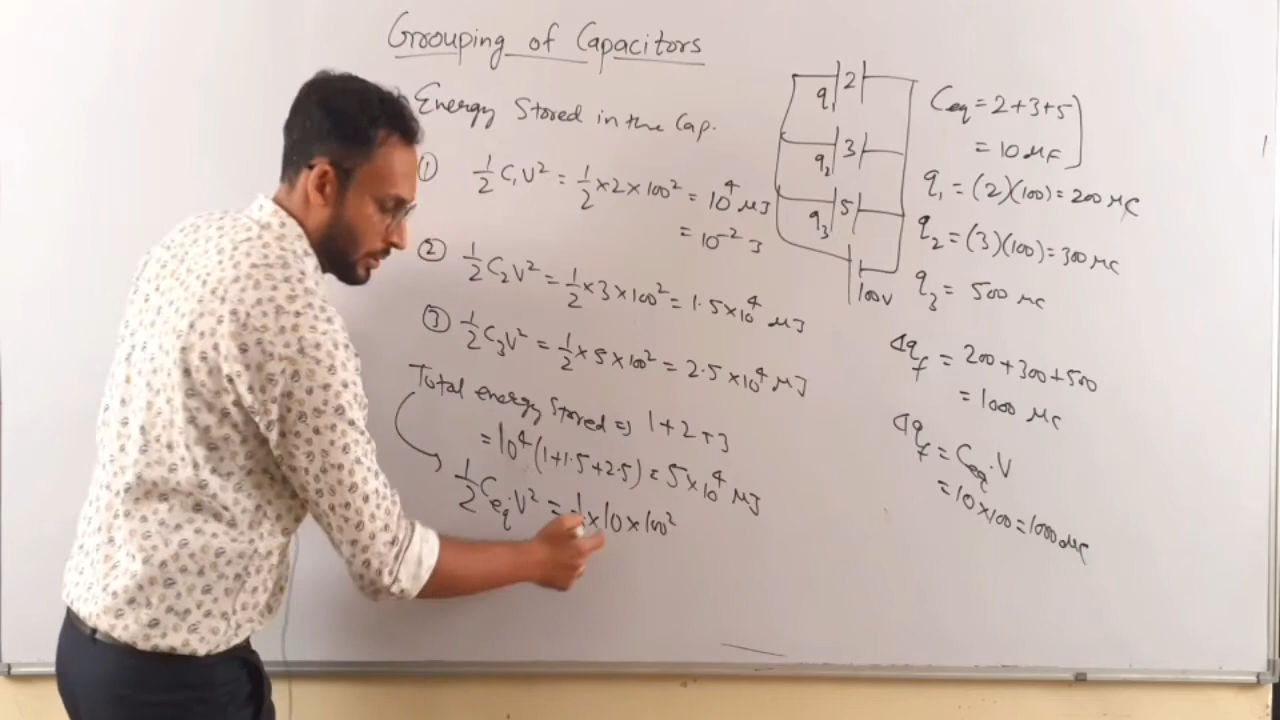 Grouping of Capacitors
Energy Stored in the Cap.
① ½ C₁V² = ½ × 2 × 100² = 10⁴ μJ
= 10⁻² J
② ½ C₂V² = ½ × 3 × 100² = 1.5 × 10⁴ μJ
③ ½ C₃V² = ½ × 5 × 100² = 2.5 × 10⁴ μJ
Total energy Stored ⇒ 1 + 2 + 3
= 10⁴ (1 + 1.5 + 2.5) = 5 × 10⁴ μJ
½ Ceq.V² = ½ × 10 × 100²
q₁ 2
q₂ 3
q₃ 5
100V
Ceq = 2+3+5
= 10 μF
q₁ = (2)(100) = 200 μC
q₂ = (3)(100) = 300 μC
q₃ = 500 μC
Δqf = 200 + 300 + 500
= 1000 μC
Δqf = Ceq.V
= 10 × 100 = 1000 μC